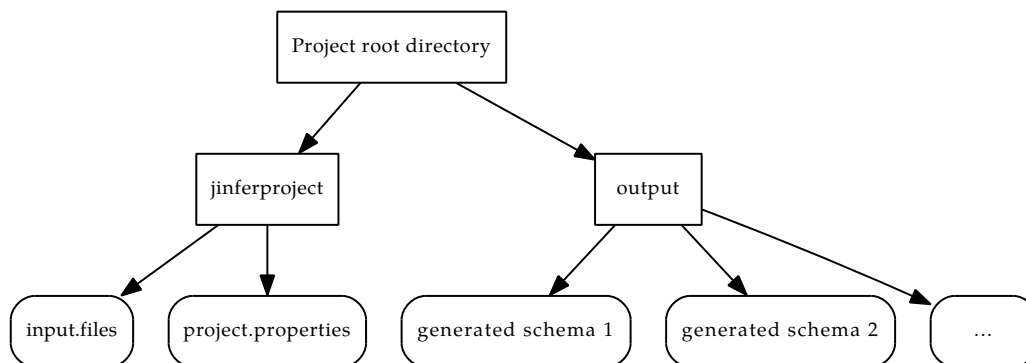 Project root directory
jinferproject
output
input.files
project.properties
generated schema 1
generated schema 2
...